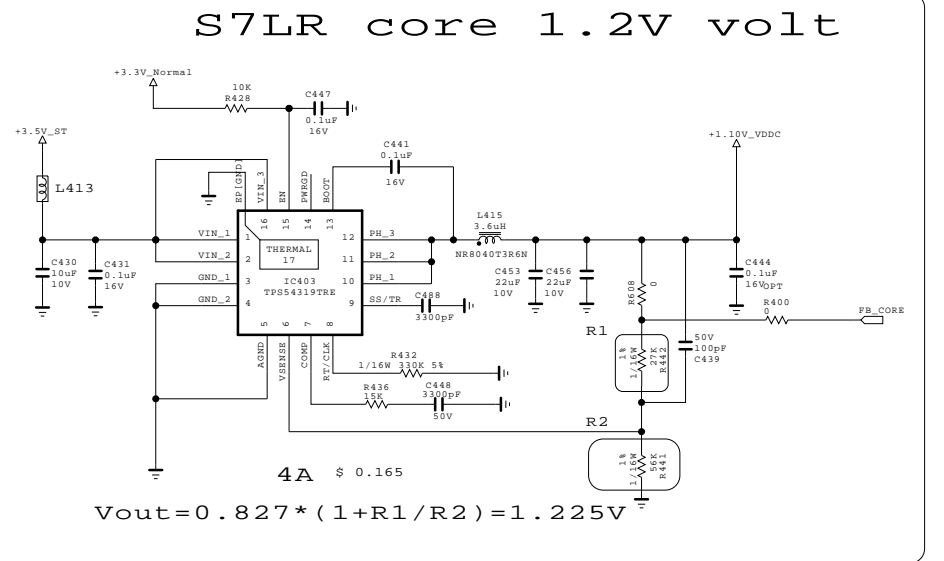 S7LR core 1.2V volt
+3.3V_Normal
10K
R428
C447
0.1uF
16V
+3.5V_ST
L413
C441
0.1uF
16V
+1.10V_VDDC
EP[GND]
VIN_3
EN
PWRGD
BOOT
16
15
14
13
L415
3.6uH
NR8040T3R6N
VIN_1
1
VIN_2
2
GND_1
3
GND_2
4
THERMAL
17
IC403
TPS54319TRE
12
PH_3
11
PH_2
10
PH_1
9
SS/TR
C430
10uF
10V
C431
0.1uF
16V
C488
3300pF
C453
22uF
10V
C456
22uF
10V
R608
0
C444
0.1uF
16V
OPT
R400
0
FB_CORE
5
6
7
8
AGND
VSENSE
COMP
RT/CLK
R432
1/16W 330K 5%
R436
15K
C448
3300pF
50V
R1
1%
1/16W
27K
R442
50V
100pF
C439
R2
1%
1/16W
56K
R441
4A
$ 0.165
Vout=0.827*(1+R1/R2)=1.225V